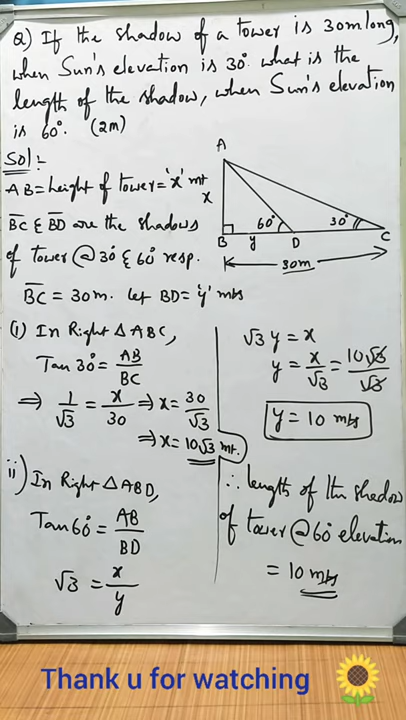 Q) If the shadow of a tower is 30m long,
when Sun's elevation is 30°. what is the
length of the shadow, when Sun's elevation
is 60°. (2m)
Sol:-
AB = height of tower = 'x' mt
BC & BD are the shadows
of tower @ 30° & 60° resp.
BC = 30m. let BD = 'y' mts
A
x
60°
30°
B y D C
30m
(i) In Right Δ ABC,
Tan 30° = AB/BC
⇒ 1/√3 = x/30 ⇒ x = 30/√3
⇒ x = 10√3 mt.
ii) In Right Δ ABD,
Tan 60° = AB/BD
√3 = x/y
√3 y = x
y = x/√3 = 10√3/√3
y = 10 mts
∴ length of the shadow
of tower @ 60° elevation
= 10 mts
Thank u for watching